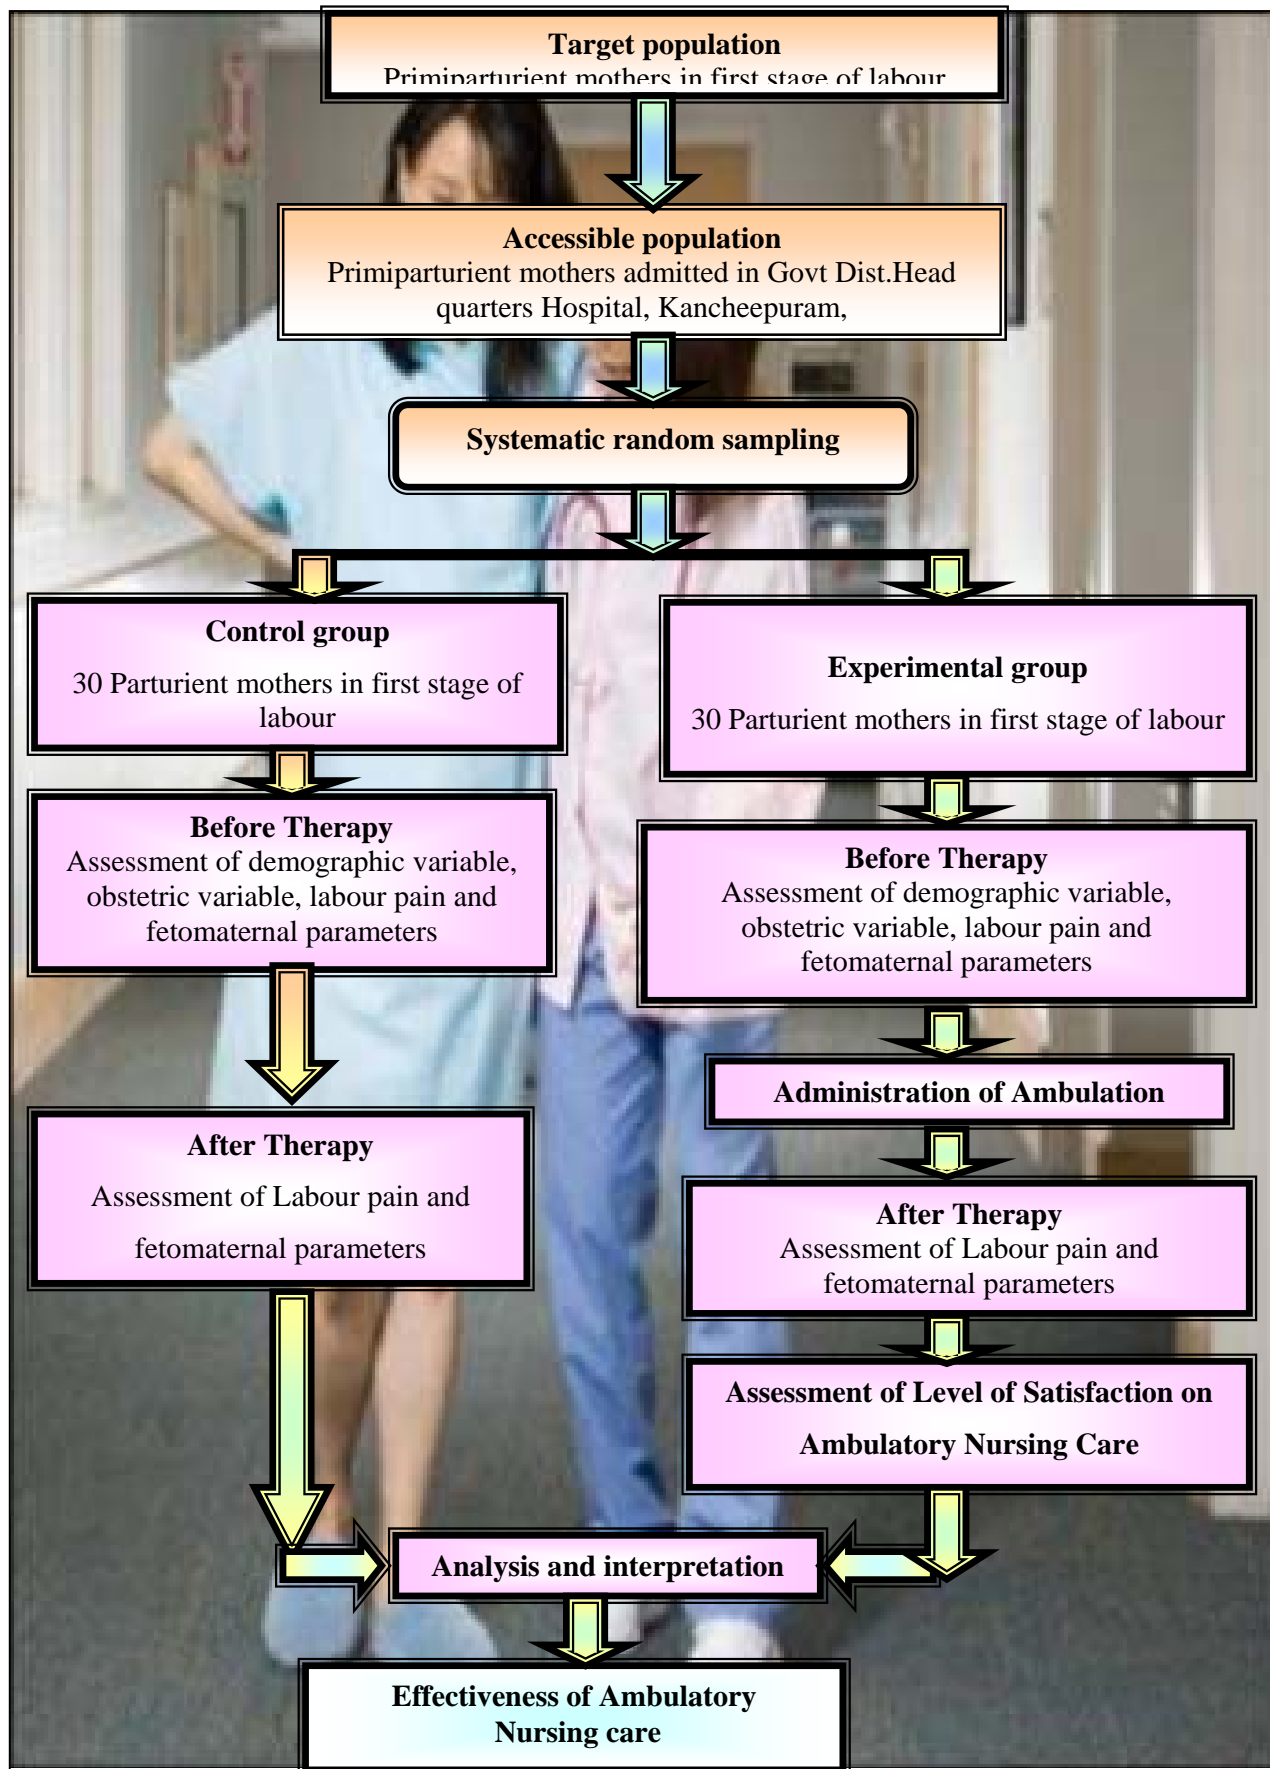 Target population
Primiparturient mothers in first stage of labour
Accessible population
Primiparturient mothers admitted in Govt Dist.Head
quarters Hospital, Kancheepuram,
Systematic random sampling
Control group
30 Parturient mothers in first stage of
labour
Experimental group
30 Parturient mothers in first stage of labour
Before Therapy
Assessment of demographic variable,
obstetric variable, labour pain and
fetomaternal parameters
Before Therapy
Assessment of demographic variable,
obstetric variable, labour pain and
fetomaternal parameters
Administration of Ambulation
After Therapy
Assessment of Labour pain and
fetomaternal parameters
After Therapy
Assessment of Labour pain and
fetomaternal parameters
Assessment of Level of Satisfaction on
Ambulatory Nursing Care
Analysis and interpretation
Effectiveness of Ambulatory
Nursing care